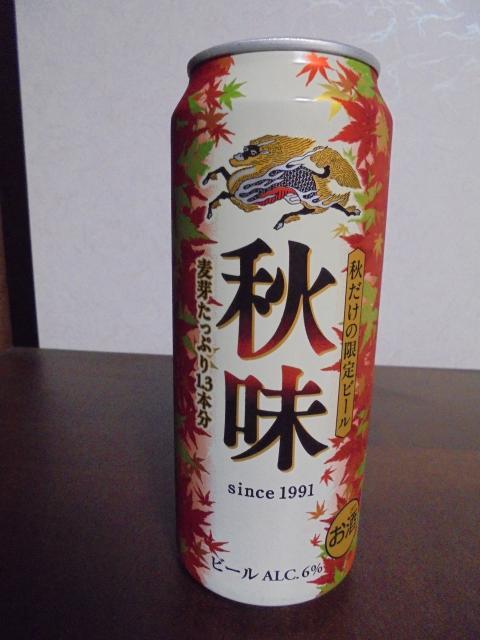 秋だけの限定ビール
秋味
麦芽たっぷり1.3本分
since 1991
お酒
ビール ALC.6%